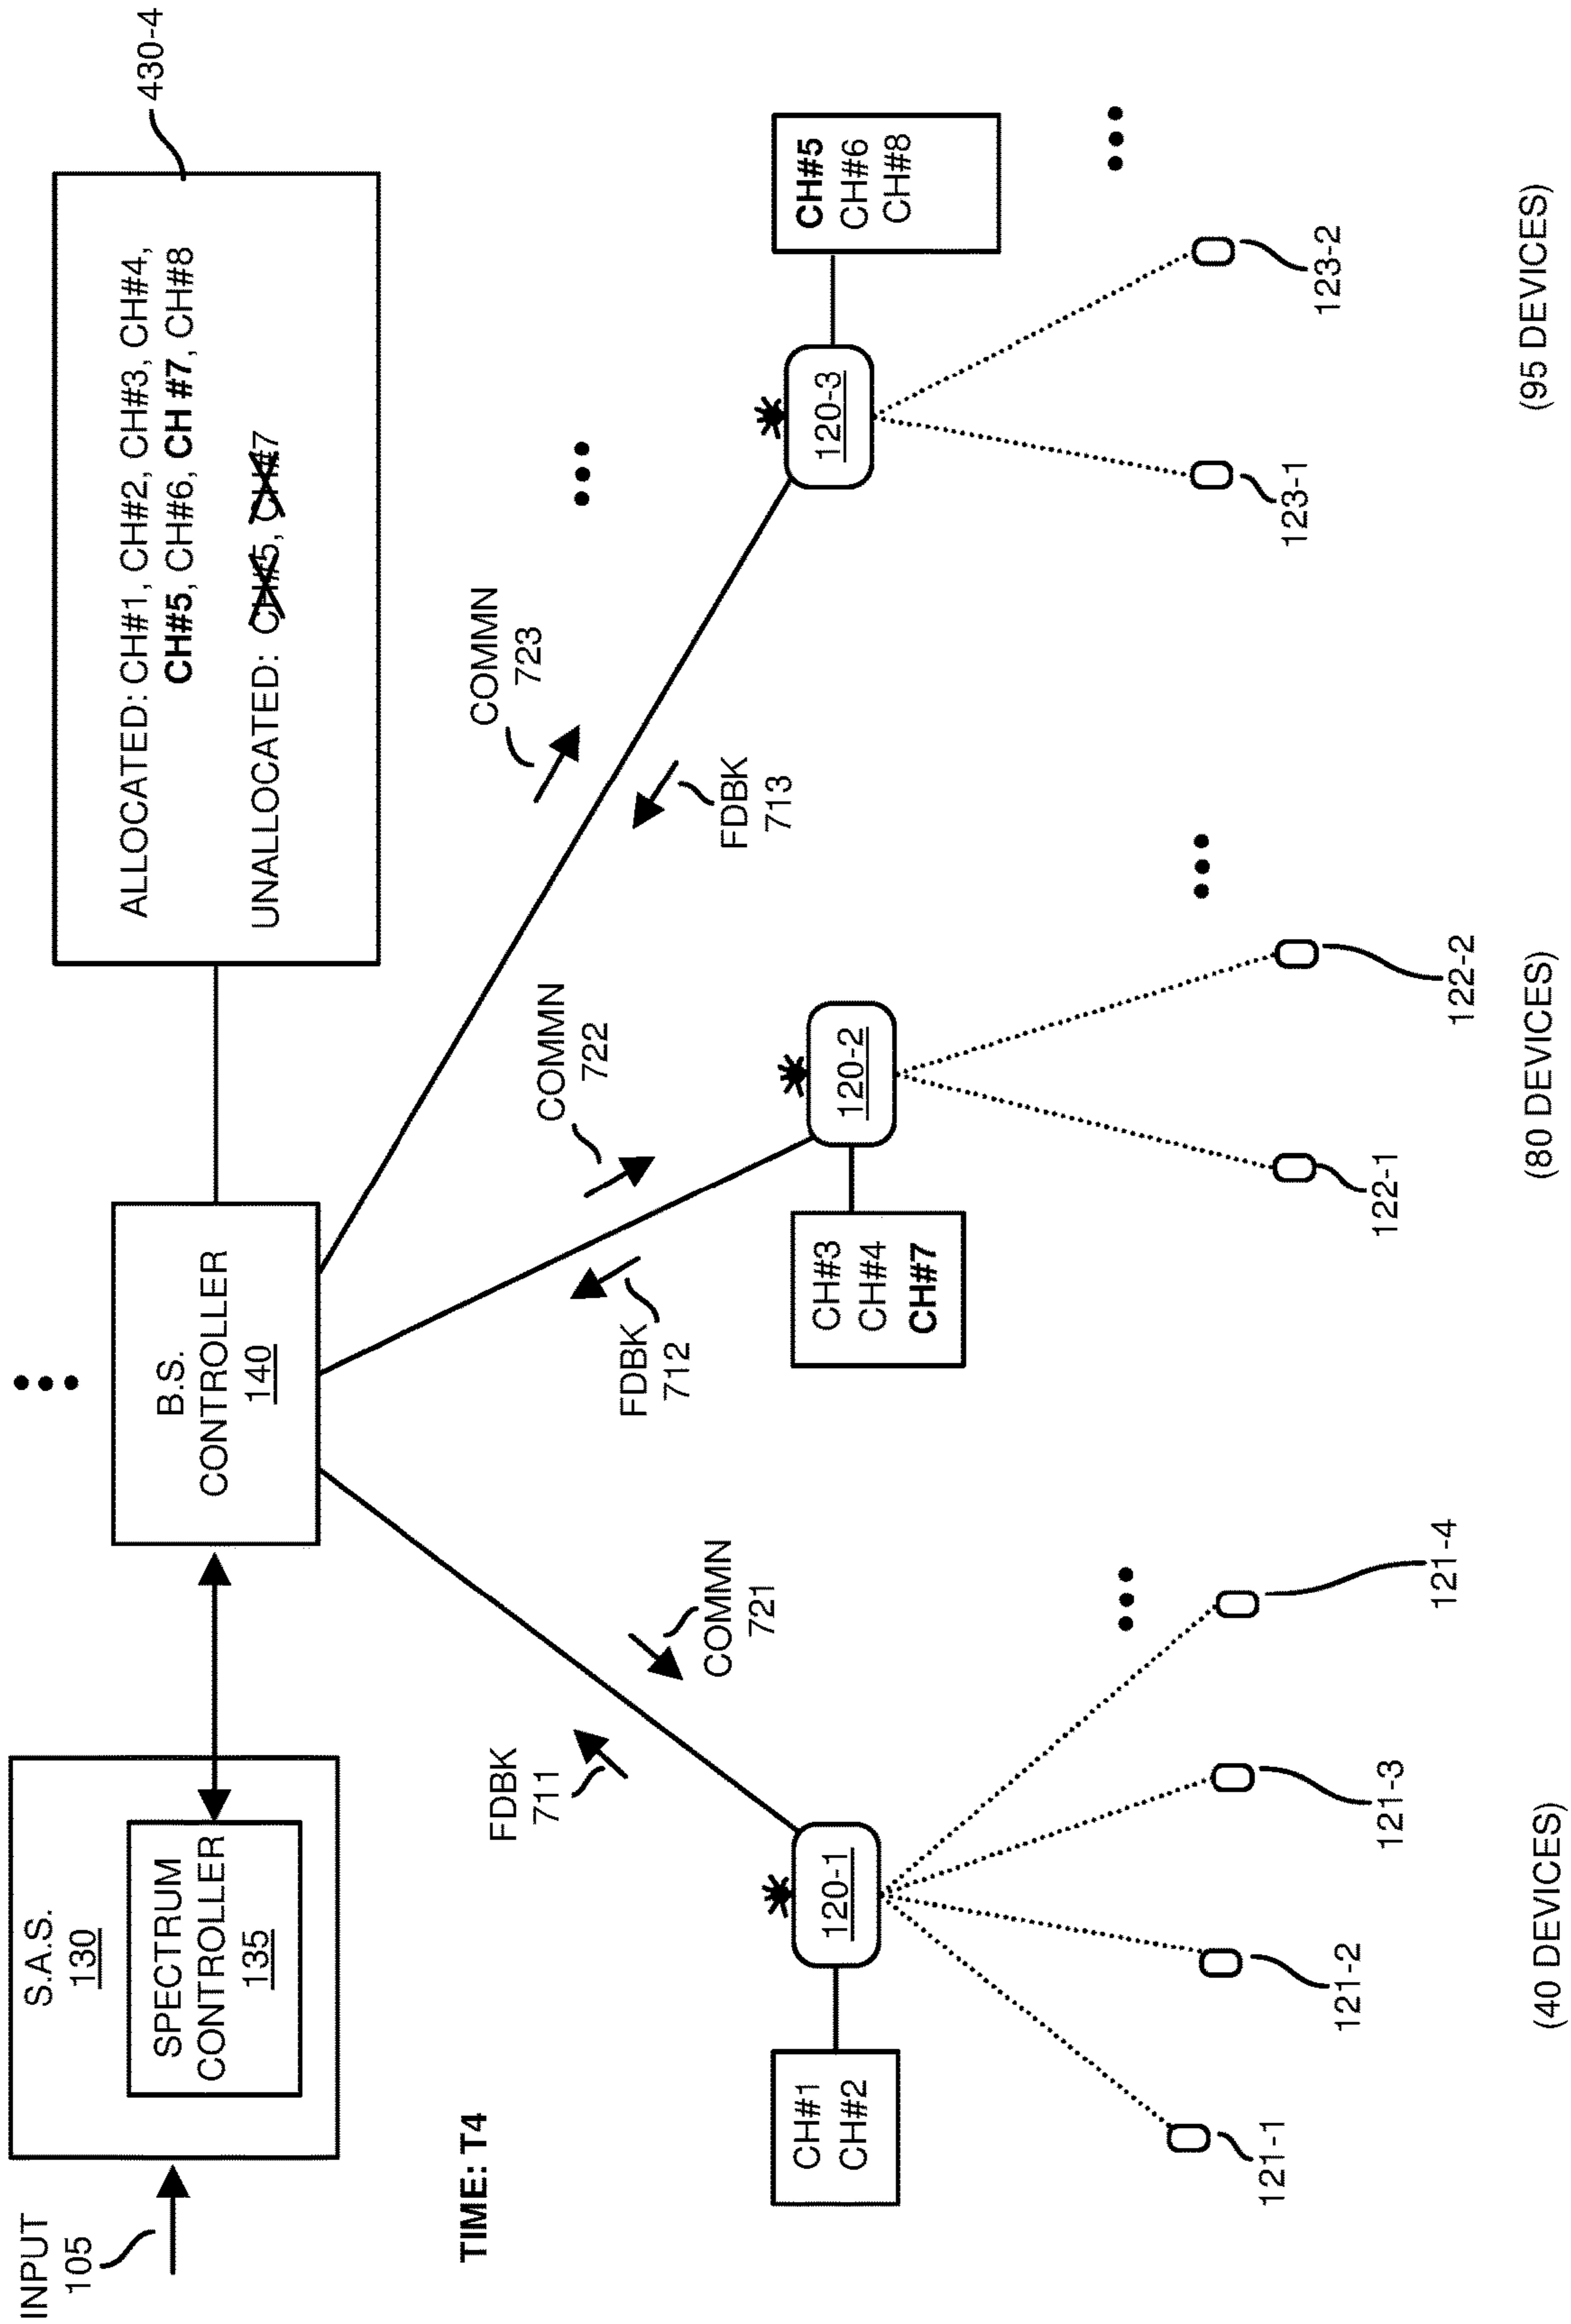 INPUT
105
S.A.S.
130
SPECTRUM
CONTROLLER
135
B.S.
CONTROLLER
140
ALLOCATED: CH#1, CH#2, CH#3, CH#4,
CH#5, CH#6, CH #7, CH#8
UNALLOCATED: CH#5, CH#7
430-4
TIME: T4
FDBK
711
COMMN
721
FDBK
712
COMMN
722
COMMN
723
FDBK
713
CH#1
CH#2
120-1
CH#3
CH#4
CH#7
120-2
120-3
CH#5
CH#6
CH#8
121-1
121-2
121-3
121-4
122-1
122-2
123-1
123-2
(40 DEVICES)
(80 DEVICES)
(95 DEVICES)